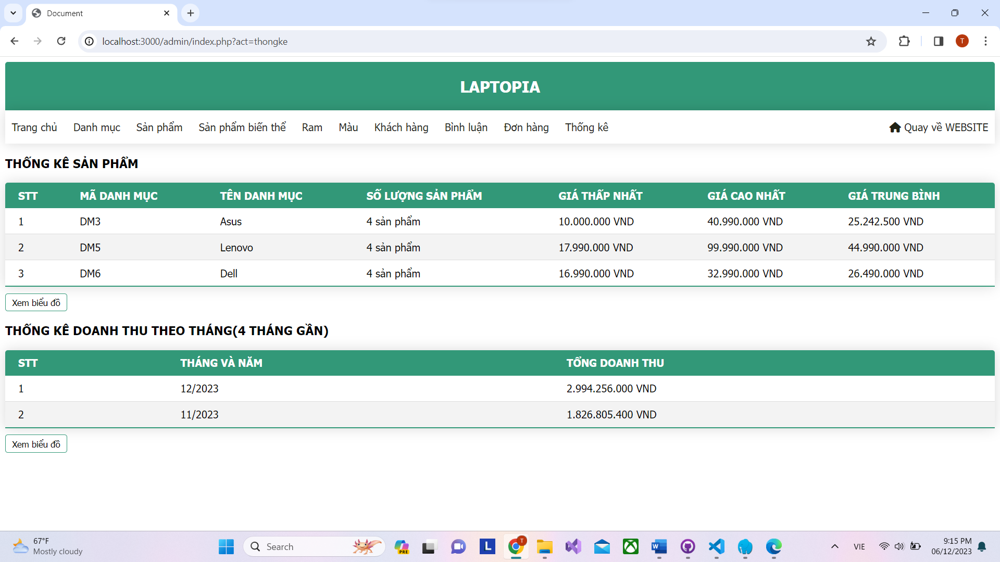 Document
localhost:3000/admin/index.php?act=thongke
T
LAPTOPIA
Trang chủ Danh mục Sản phẩm Sản phẩm biến thể Ram Màu Khách hàng Bình luận Đơn hàng Thống kê Quay về WEBSITE
THỐNG KÊ SẢN PHẨM
STT MÃ DANH MỤC TÊN DANH MỤC SỐ LƯỢNG SẢN PHẨM GIÁ THẤP NHẤT GIÁ CAO NHẤT GIÁ TRUNG BÌNH
1 DM3 Asus 4 sản phẩm 10.000.000 VND 40.990.000 VND 25.242.500 VND
2 DM5 Lenovo 4 sản phẩm 17.990.000 VND 99.990.000 VND 44.990.000 VND
3 DM6 Dell 4 sản phẩm 16.990.000 VND 32.990.000 VND 26.490.000 VND
Xem biểu đồ
THỐNG KÊ DOANH THU THEO THÁNG(4 THÁNG GẦN)
STT THÁNG VÀ NĂM TỔNG DOANH THU
1 12/2023 2.994.256.000 VND
2 11/2023 1.826.805.400 VND
Xem biểu đồ
67°F
Mostly cloudy
Search
PRE
L
T
W
VIE
9:15 PM
06/12/2023